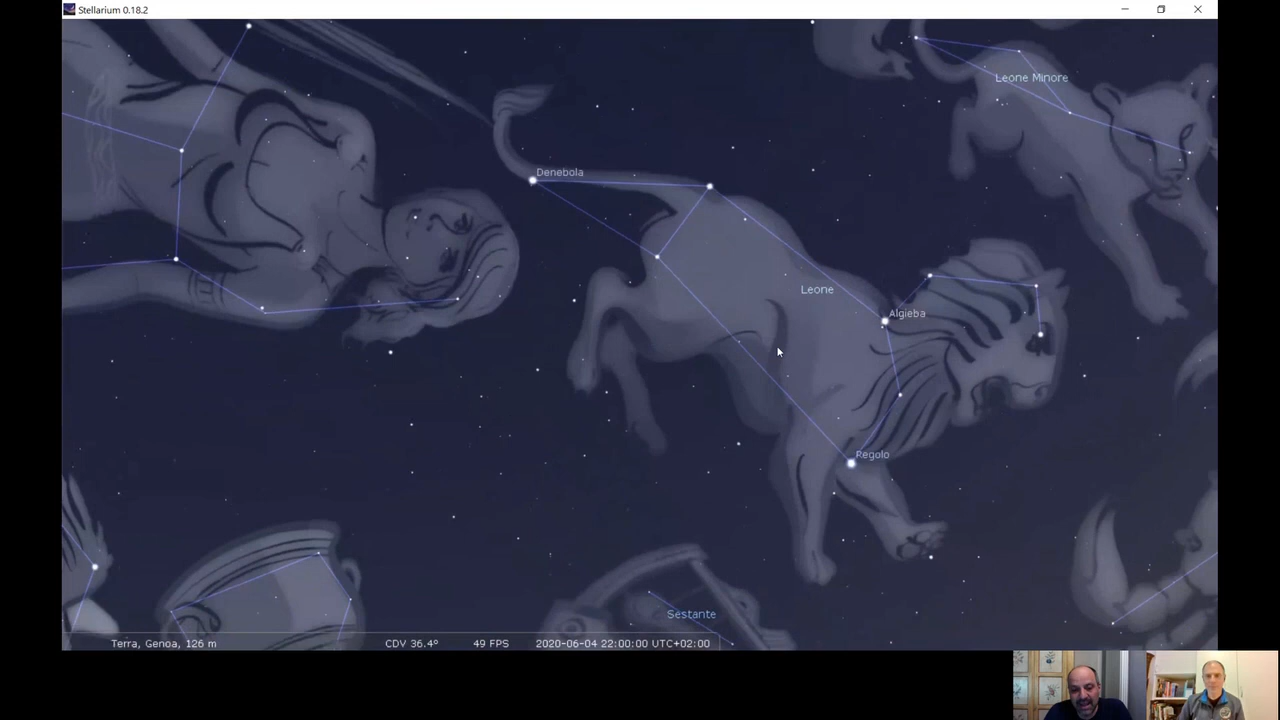 Stellarium 0.18.2
Leone Minore
Denebola
Leone
Algieba
Regolo
Sestante
Terra, Genoa, 126 m
CDV 36.4°
49 FPS
2020-06-04 22:00:00 UTC+02:00